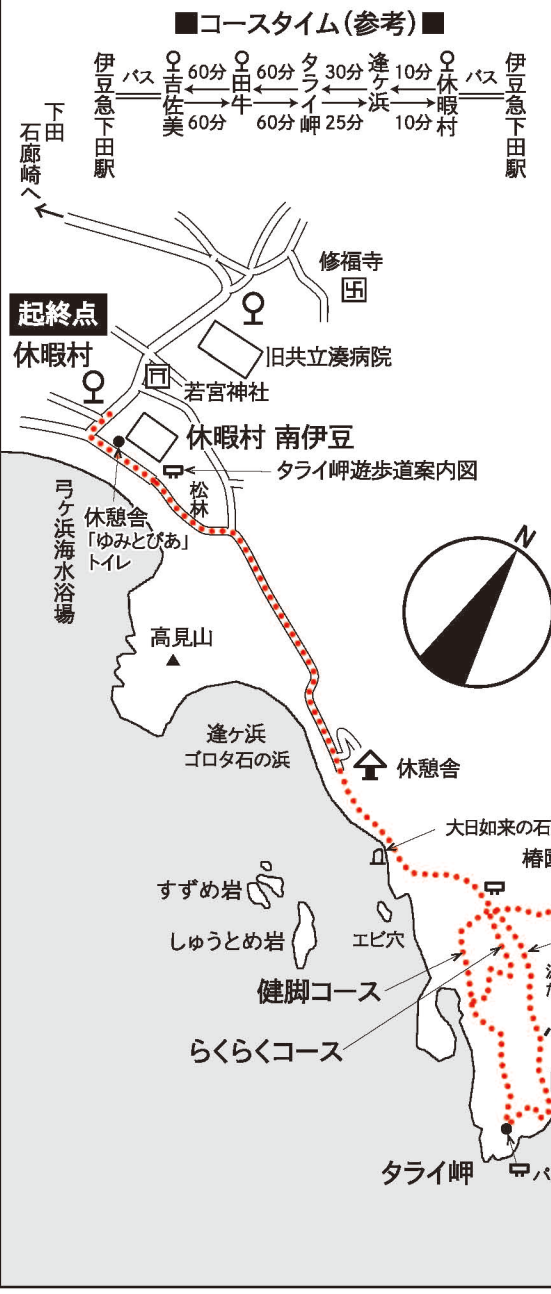 ■コースタイム（参考）■
伊豆急下田駅
バス
吉佐美
60分
60分
田牛
60分
60分
タライ岬
30分
25分
逢ヶ浜
10分
10分
休暇村
バス
伊豆急下田駅
下田
石廊崎へ
修福寺
卍
起終点
休暇村
旧共立湊病院
若宮神社
休暇村 南伊豆
タライ岬遊歩道案内図
松林
休憩舎
「ゆみとぴあ」
トイレ
弓ヶ浜海水浴場
N
高見山
逢ヶ浜
ゴロタ石の浜
休憩舎
大日如来の石
椿
すずめ岩
しゅうとめ岩
エビ穴
健脚コース
らくらくコース
タライ岬
パ